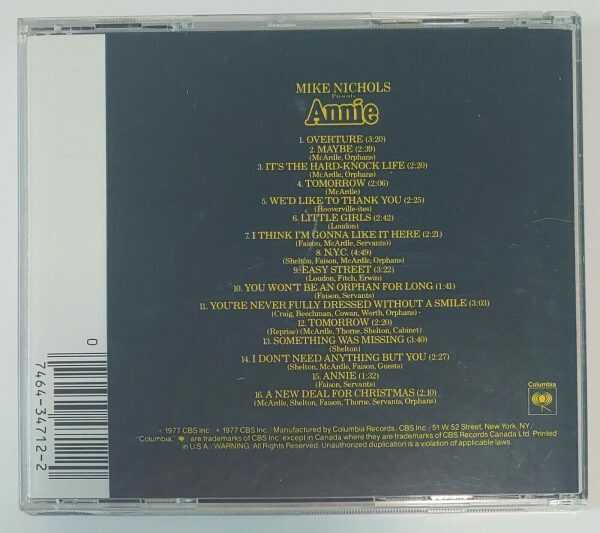 MIKE NICHOLS
Presents
Annie
1. OVERTURE (3:20)
2. MAYBE (2:39)
(McArdle, Orphans)
3. IT'S THE HARD-KNOCK LIFE (2:20)
(McArdle, Orphans)
4. TOMORROW (2:06)
(McArdle)
5. WE'D LIKE TO THANK YOU (2:25)
(Hooverville-ites)
6. LITTLE GIRLS (2:42)
(Loudon)
7. I THINK I'M GONNA LIKE IT HERE (2:21)
(Faison, McArdle, Servants)
8. N.Y.C. (4:49)
(Shelton, Faison, McArdle, Orphans)
9. EASY STREET (3:22)
(Loudon, Fitch, Erwin)
10. YOU WON'T BE AN ORPHAN FOR LONG (1:41)
(Faison, Servants)
11. YOU'RE NEVER FULLY DRESSED WITHOUT A SMILE (3:03)
(Craig, Beechman, Cowan, Werth, Orphans)
12. TOMORROW (2:20)
(Reprise) (McArdle, Thorne, Shelton, Cabinet)
13. SOMETHING WAS MISSING (3:40)
(Shelton)
14. I DON'T NEED ANYTHING BUT YOU (2:27)
(Shelton, McArdle, Faison, Guests)
15. ANNIE (1:32)
(Faison, Servants)
16. A NEW DEAL FOR CHRISTMAS (2:10)
(McArdle, Shelton, Faison, Thorne, Servants, Orphans)
Columbia
1977 CBS Inc. / 1977 CBS Inc. / Manufactured by Columbia Records / CBS Inc. / 51 W. 52 Street, New York, NY /
"Columbia," are trademarks of CBS Inc. except in Canada where they are trademarks of CBS Records Canada Ltd. Printed
in U.S.A. / WARNING: All Rights Reserved. Unauthorized duplication is a violation of applicable laws.
0
7464-34712-2